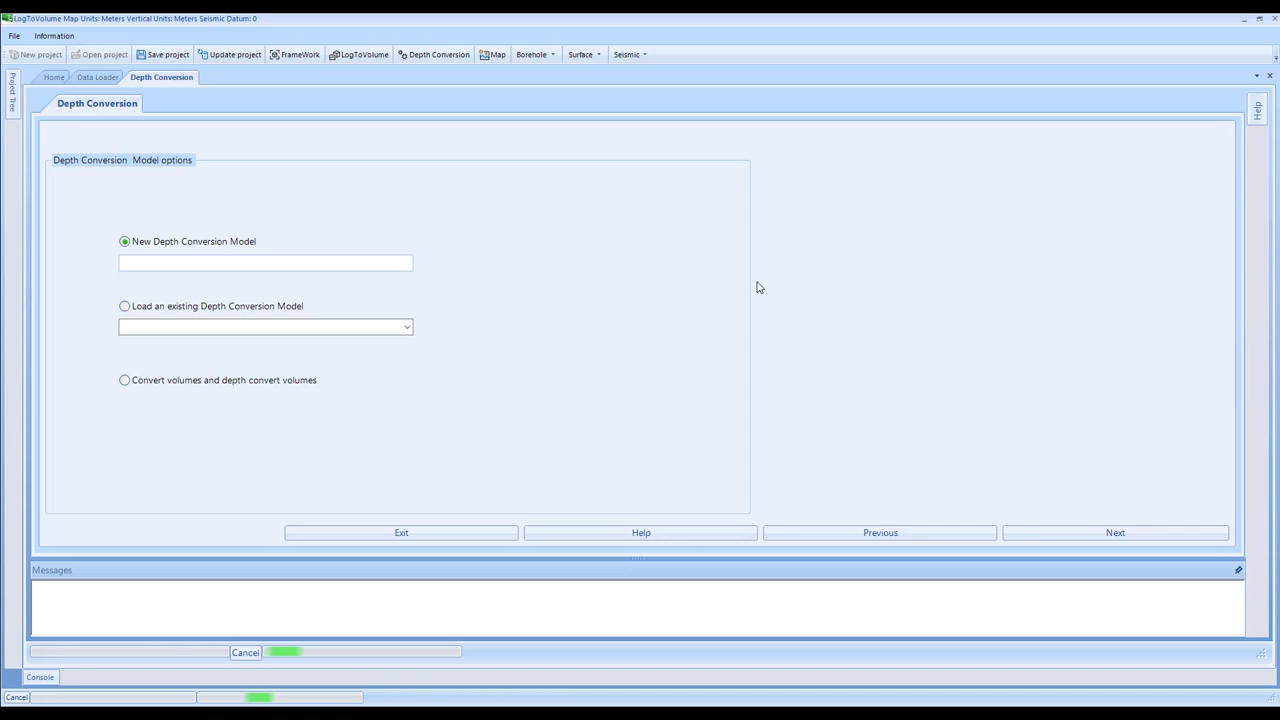 LogToVolume Map Units: Meters Vertical Units: Meters Seismic Datum: 0
File Information
New project Open project Save project Update project FrameWork LogToVolume Depth Conversion Map Borehole Surface Seismic
Project Tree
Home Data Loader Depth Conversion
Depth Conversion
Help
Depth Conversion Model options
New Depth Conversion Model
Load an existing Depth Conversion Model
Convert volumes and depth convert volumes
Exit Help Previous Next
Messages
Cancel
Console
Cancel